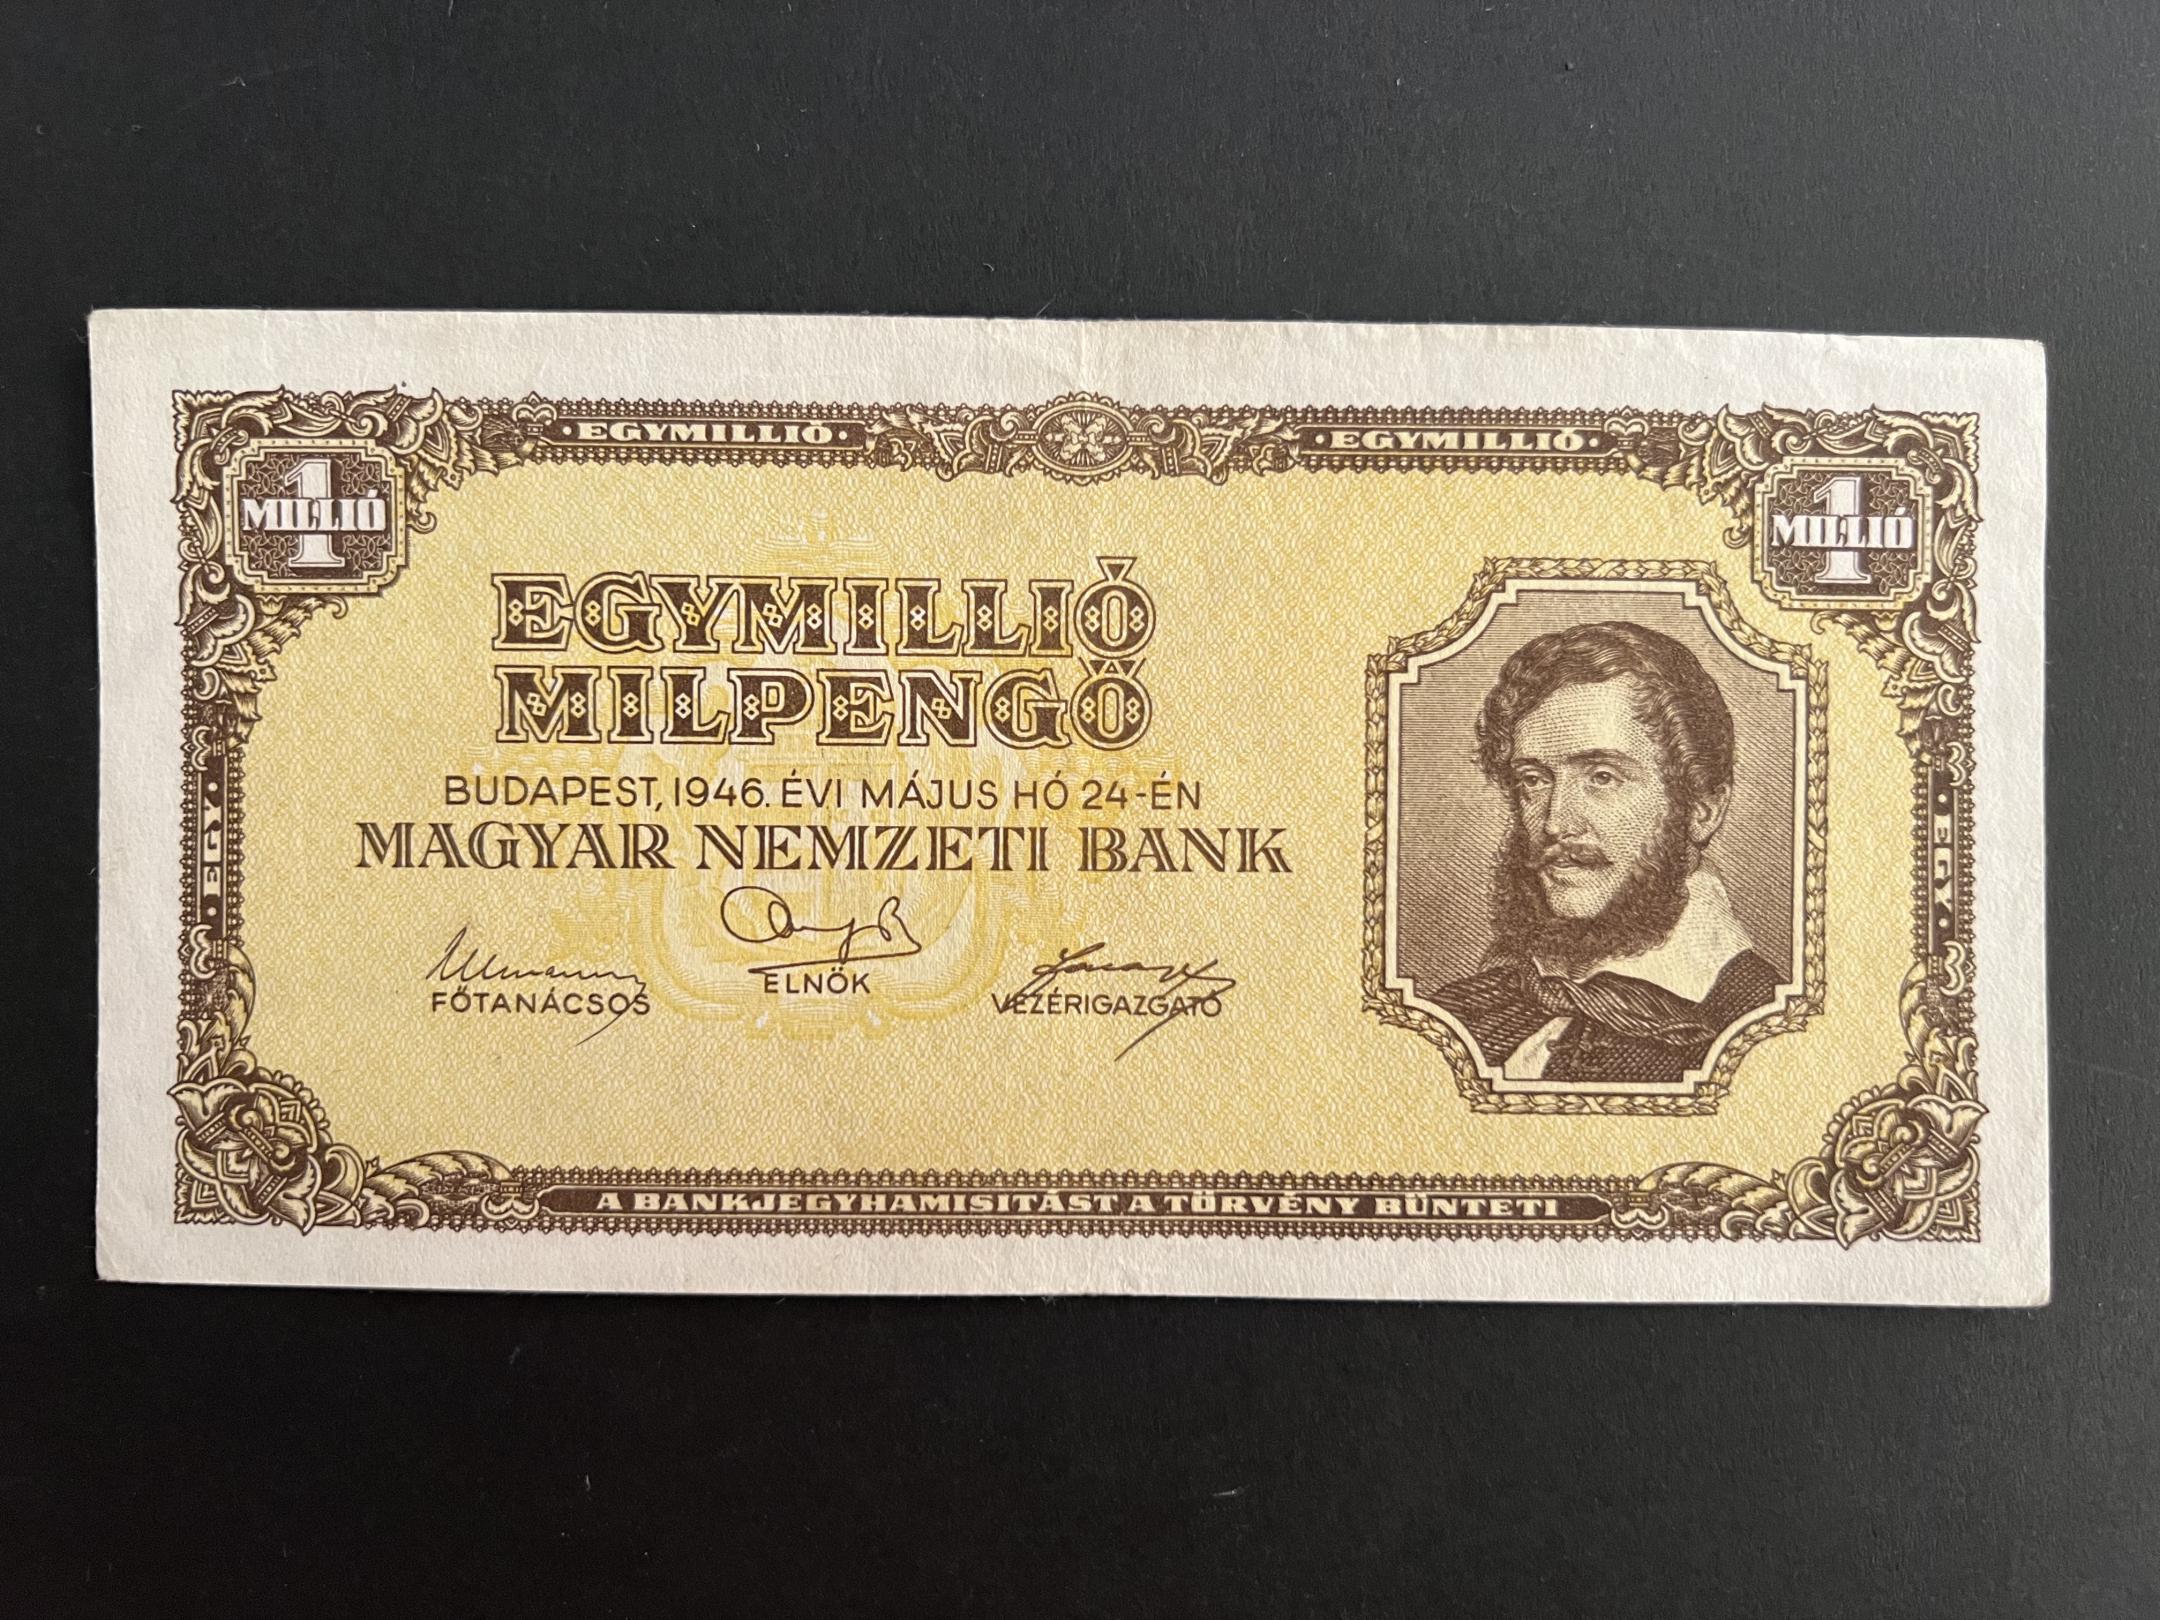 EGYMILLIÓ
EGYMILLIÓ
1 MILLIÓ
1 MILLIÓ
EGYMILLIÓ
MILPENGŐ
BUDAPEST, 1946. ÉVI MÁJUS HÓ 24-ÉN
MAGYAR NEMZETI BANK
FŐTANÁCSOS
ELNÖK
VEZÉRIGAZGATÓ
EGY
EGY
A BANKJEGYHAMISITÁST A TÖRVÉNY BÜNTETI